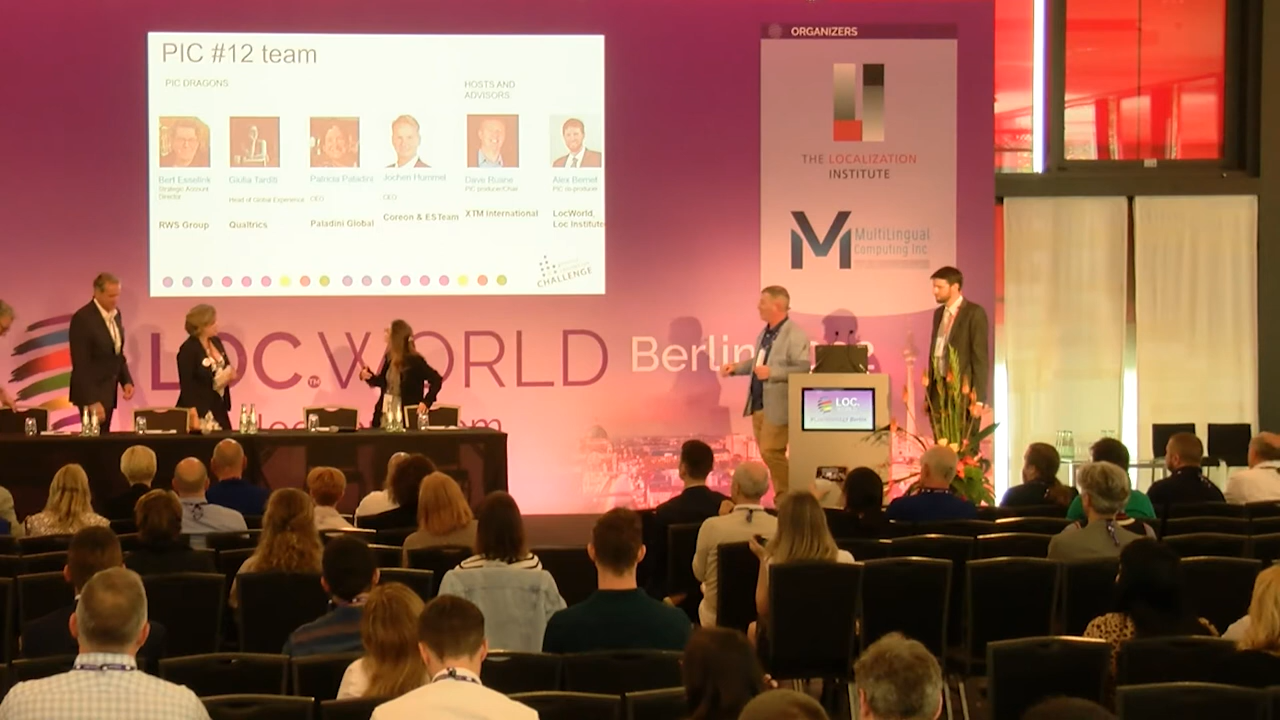 PIC #12 team
PIC DRAGONS
HOSTS AND
ADVISORS
Bert Esselink
Strategic Account
Director
RWS Group
Giulia Tarditi
Head of Global Experience
Qualtrics
Patricia Paladini
CEO
Paladini Global
Jochen Hummel
CEO
Coreon & ESTeam
Dave Ruane
PIC producer/Chair
XTM International
Alex Bernet
PIC co-producer
LocWorld,
Loc Institute
CHALLENGE
ORGANIZERS
THE LOCALIZATION
INSTITUTE
M
MultiLingual
Computing Inc
LOC.WORLD
TM
Berlin
LOC.